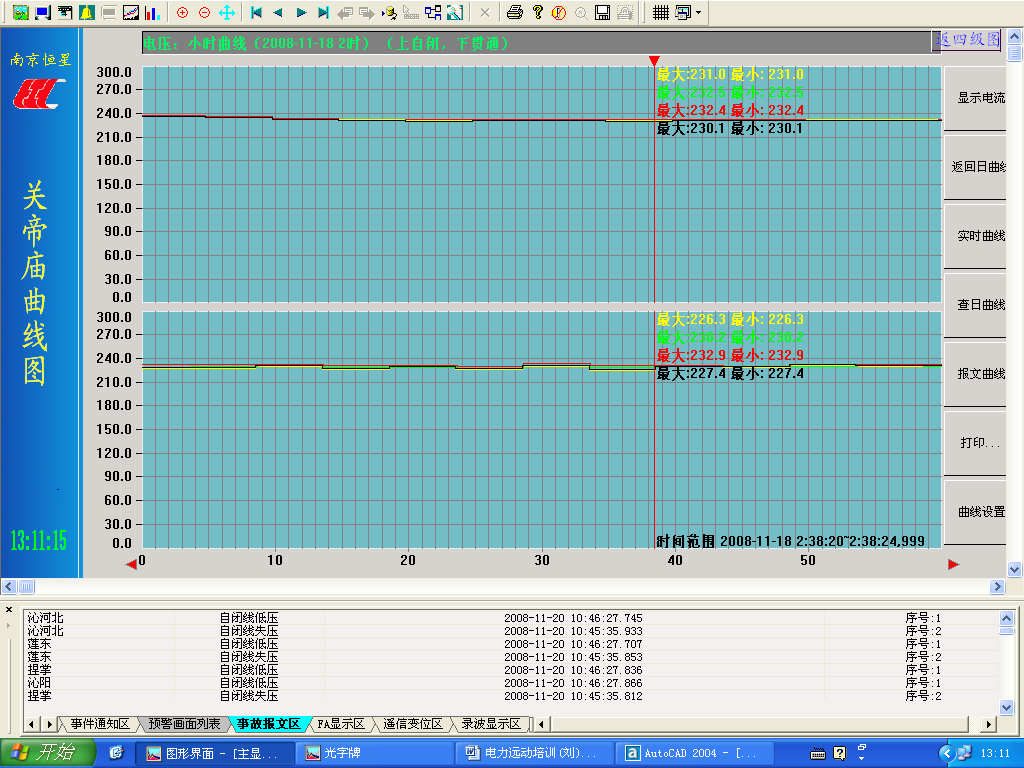 电压: 小时曲线 (2008-11-18 2时) (上自闭, 下贯通)
返四级图
南京恒星
关帝庙曲线图
13:11:15
300.0
270.0
240.0
210.0
180.0
150.0
120.0
90.0
60.0
30.0
0.0
最大:231.0 最小: 231.0
最大:232.5 最小: 232.5
最大:232.4 最小: 232.4
最大:230.1 最小: 230.1
300.0
270.0
240.0
210.0
180.0
150.0
120.0
90.0
60.0
30.0
0.0
最大:226.3 最小: 226.3
最大:230.2 最小: 230.2
最大:232.9 最小: 232.9
最大:227.4 最小: 227.4
时间范围 2008-11-18 2:38:20~2:38:24,999
0 10 20 30 40 50
显示电流
返回日曲线
实时曲线
查日曲线
报文曲线
打印...
曲线设置
沁河北 自闭线低压 2008-11-20 10:46:27.745 序号:1
沁河北 自闭线失压 2008-11-20 10:45:35.933 序号:2
莲东 自闭线低压 2008-11-20 10:46:27.707 序号:1
莲东 自闭线失压 2008-11-20 10:45:35.853 序号:2
捏掌 自闭线低压 2008-11-20 10:46:27.836 序号:1
沁阳 自闭线低压 2008-11-20 10:46:27.866 序号:1
捏掌 自闭线失压 2008-11-20 10:45:35.812 序号:2
事件通知区 预警画面列表 事故报文区 FA显示区 遥信变位区 录波显示区
开始 图形界面 - [主显... 光字牌 电力远动培训(刘)... AutoCAD 2004 - [... 13:11